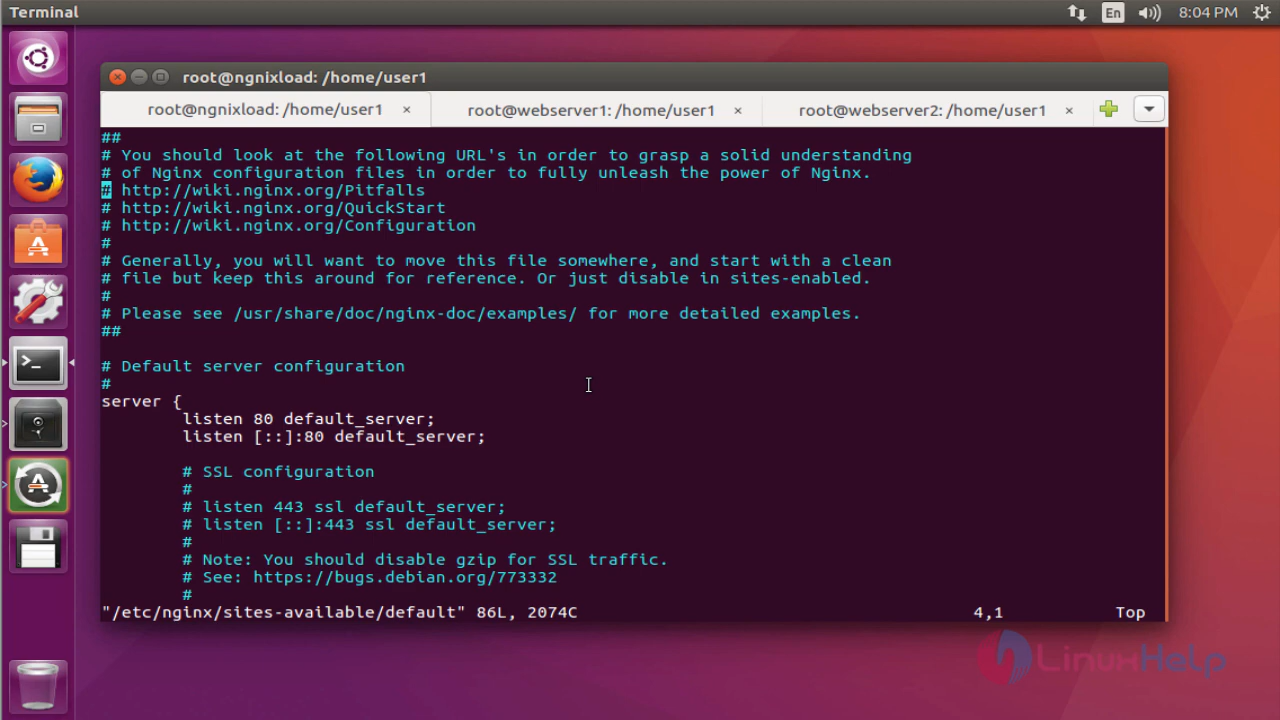 Terminal
En
8:04 PM
root@ngnixload: /home/user1
root@ngnixload: /home/user1 ×
root@webserver1: /home/user1 ×
root@webserver2: /home/user1 ×
##
# You should look at the following URL's in order to grasp a solid understanding
# of Nginx configuration files in order to fully unleash the power of Nginx.
# http://wiki.nginx.org/Pitfalls
# http://wiki.nginx.org/QuickStart
# http://wiki.nginx.org/Configuration
#
# Generally, you will want to move this file somewhere, and start with a clean
# file but keep this around for reference. Or just disable in sites-enabled.
#
# Please see /usr/share/doc/nginx-doc/examples/ for more detailed examples.
##
# Default server configuration
#
server {
listen 80 default_server;
listen [::]:80 default_server;
# SSL configuration
#
# listen 443 ssl default_server;
# listen [::]:443 ssl default_server;
#
# Note: You should disable gzip for SSL traffic.
# See: https://bugs.debian.org/773332
#
"/etc/nginx/sites-available/default" 86L, 2074C 4,1 Top
LinuxHelp